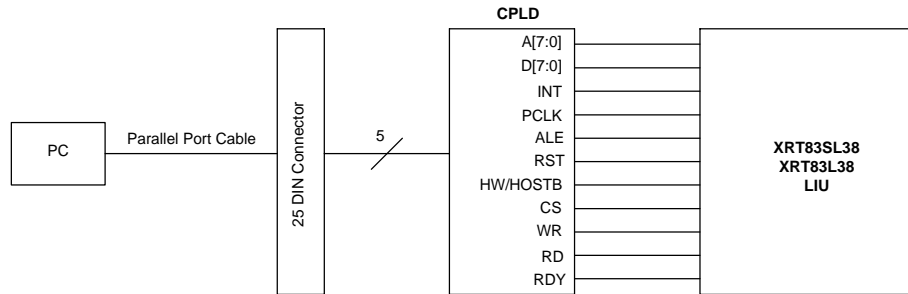 CPLD
PC
Parallel Port Cable
25 DIN Connector
5
A[7:0]
D[7:0]
INT
PCLK
ALE
RST
HW/HOSTB
CS
WR
RD
RDY
XRT83SL38
XRT83L38
LIU